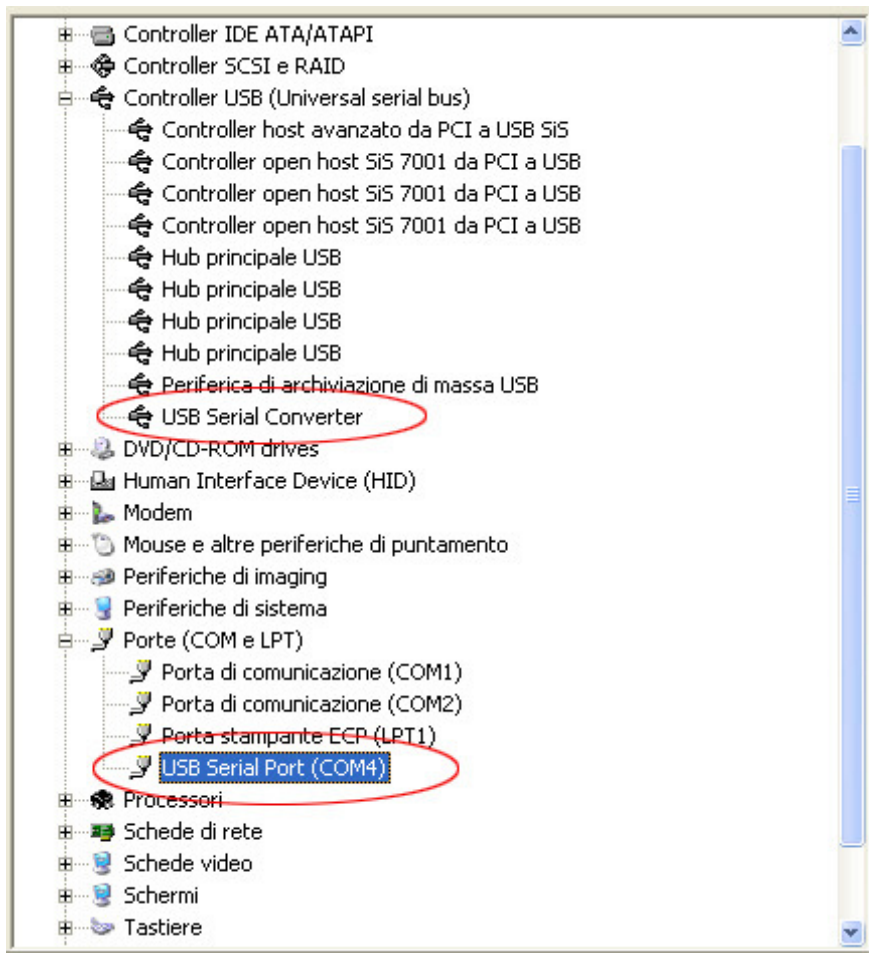 Controller IDE ATA/ATAPI
Controller SCSI e RAID
Controller USB (Universal serial bus)
Controller host avanzato da PCI a USB SiS
Controller open host SiS 7001 da PCI a USB
Controller open host SiS 7001 da PCI a USB
Controller open host SiS 7001 da PCI a USB
Hub principale USB
Hub principale USB
Hub principale USB
Hub principale USB
Periferica di archiviazione di massa USB
USB Serial Converter
DVD/CD-ROM drives
Human Interface Device (HID)
Modem
Mouse e altre periferiche di puntamento
Periferiche di imaging
Periferiche di sistema
Porte (COM e LPT)
Porta di comunicazione (COM1)
Porta di comunicazione (COM2)
Porta stampante ECP (LPT1)
USB Serial Port (COM4)
Processori
Schede di rete
Schede video
Schermi
Tastiere